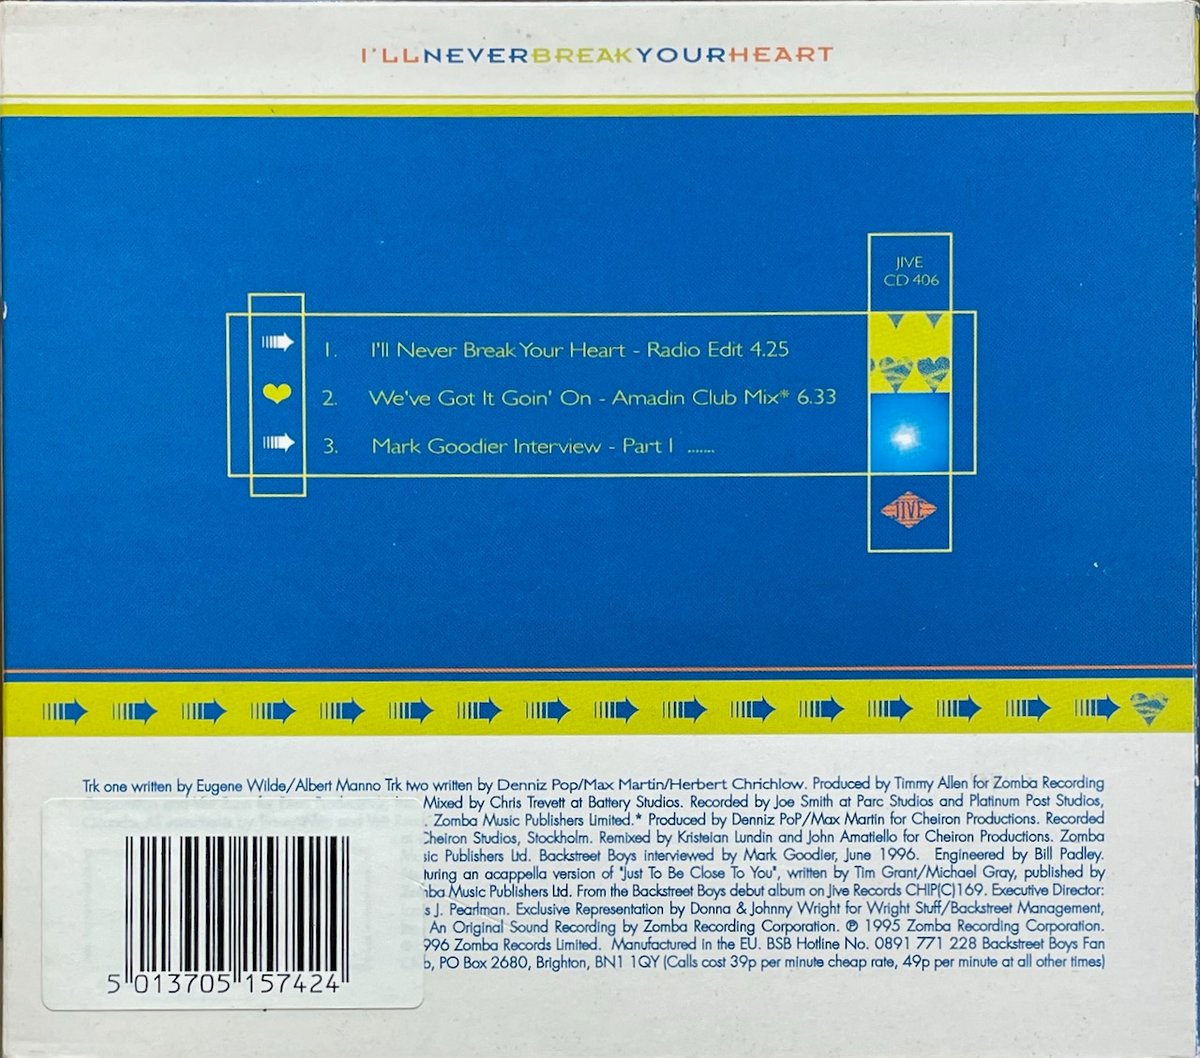 I'LLNEVERBREAKYOURHEART
JIVE
CD 406
1. I'll Never Break Your Heart - Radio Edit 4.25
2. We've Got It Goin' On - Amadin Club Mix* 6.33
3. Mark Goodier Interview - Part I .......
JIVE
Trk one written by Eugene Wilde/Albert Manno Trk two written by Denniz Pop/Max Martin/Herbert Chrichlow. Produced by Timmy Allen for Zomba Recording
Mixed by Chris Trevett at Battery Studios. Recorded by Joe Smith at Parc Studios and Platinum Post Studios,
. Zomba Music Publishers Limited.* Produced by Denniz PoP/Max Martin for Cheiron Productions. Recorded
Cheiron Studios, Stockholm. Remixed by Kristeian Lundin and John Amatiello for Cheiron Productions. Zomba
sic Publishers Ltd. Backstreet Boys interviewed by Mark Goodier, June 1996. Engineered by Bill Padley.
turing an acappella version of "Just To Be Close To You", written by Tim Grant/Michael Gray, published by
mba Music Publishers Ltd. From the Backstreet Boys debut album on Jive Records CHIP(C)169. Executive Director:
s J. Pearlman. Exclusive Representation by Donna & Johnny Wright for Wright Stuff/Backstreet Management,
. An Original Sound Recording by Zomba Recording Corporation. ℗ 1995 Zomba Recording Corporation.
996 Zomba Records Limited. Manufactured in the EU. BSB Hotline No. 0891 771 228 Backstreet Boys Fan
b, PO Box 2680, Brighton, BN1 1QY (Calls cost 39p per minute cheap rate, 49p per minute at all other times)
5 013705 157424